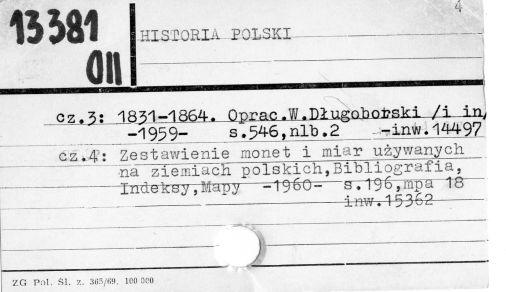 4
13381
OII
HISTORIA POLSKI
cz.3: 1831-1864. Oprac.W.Długoborski /i in/
-1959- s.546,nlb.2 -inw.14497
cz.4: Zestawienie monet i miar używanych
na ziemiach polskich,Bibliografia,
Indeksy,Mapy -1960- s.196,mpa 18
inw.15362
ZG Pol. Śl. z. 365/69. 100 000